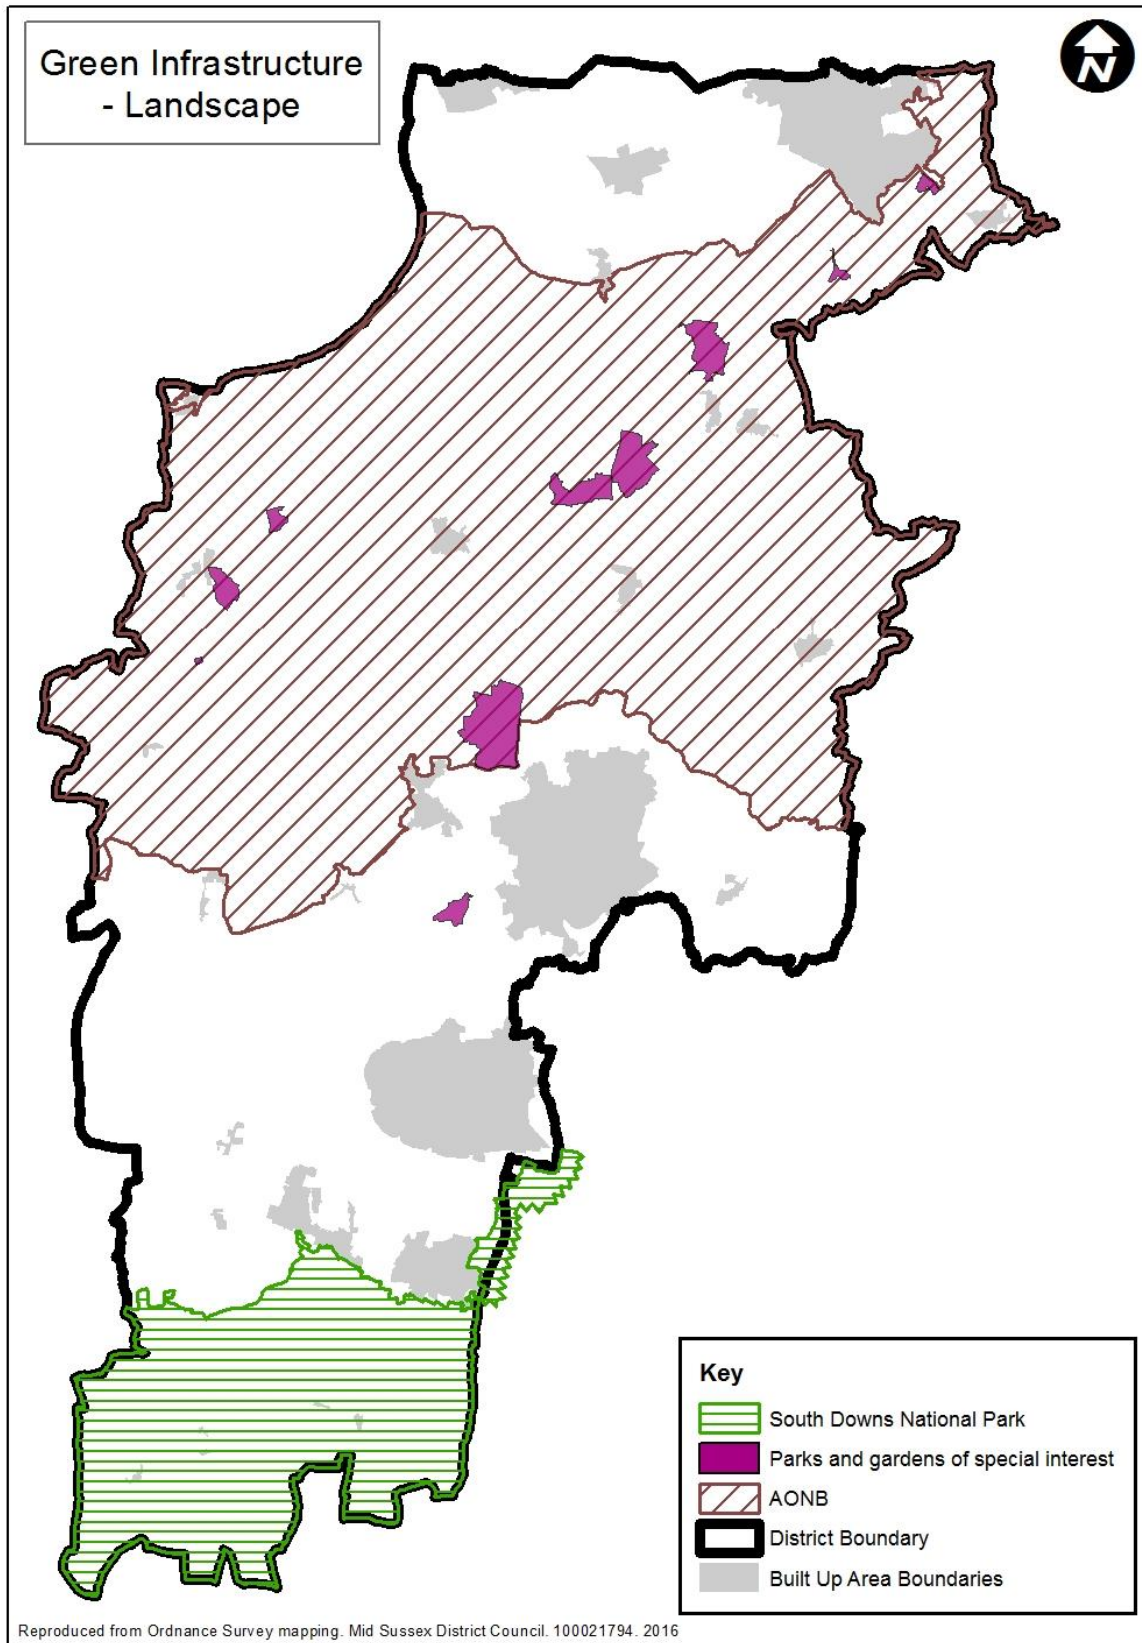 Green Infrastructure
- Landscape
N
Key
South Downs National Park
Parks and gardens of special interest
AONB
District Boundary
Built Up Area Boundaries
Reproduced from Ordnance Survey mapping. Mid Sussex District Council. 100021794. 2016